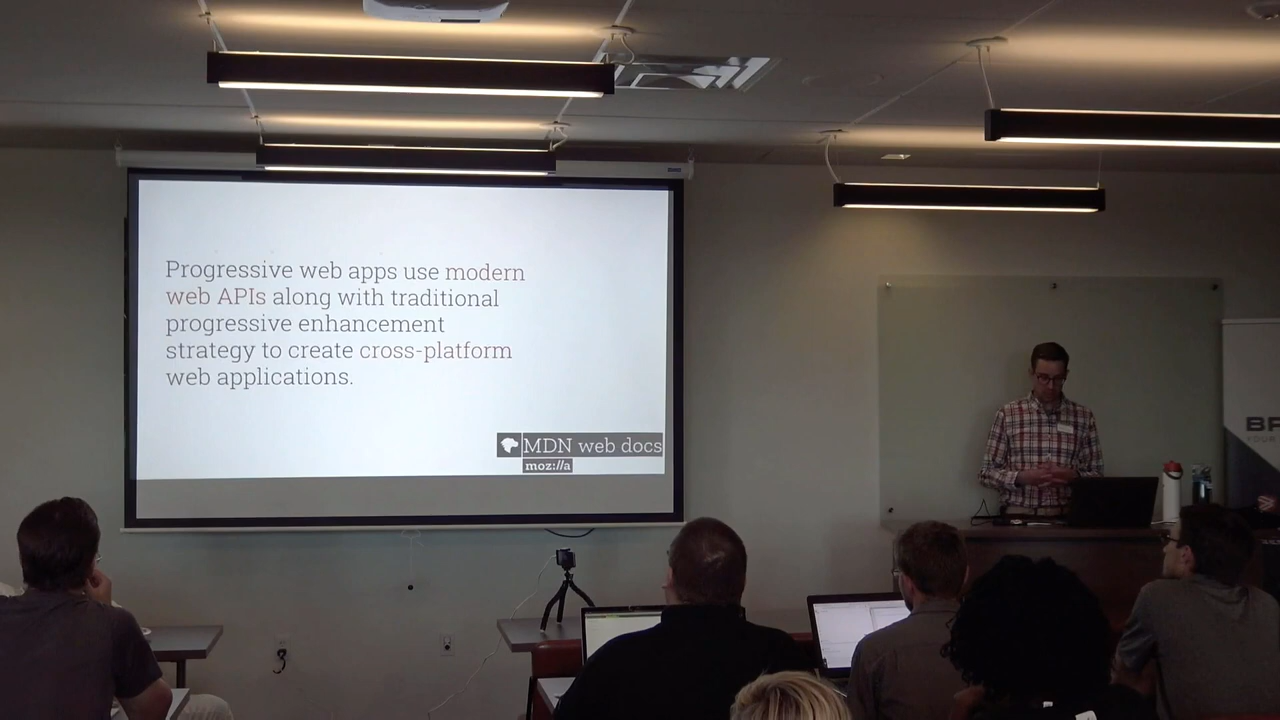 Progressive web apps use modern
web APIs along with traditional
progressive enhancement
strategy to create cross-platform
web applications.
MDN web docs
moz://a
YOUR